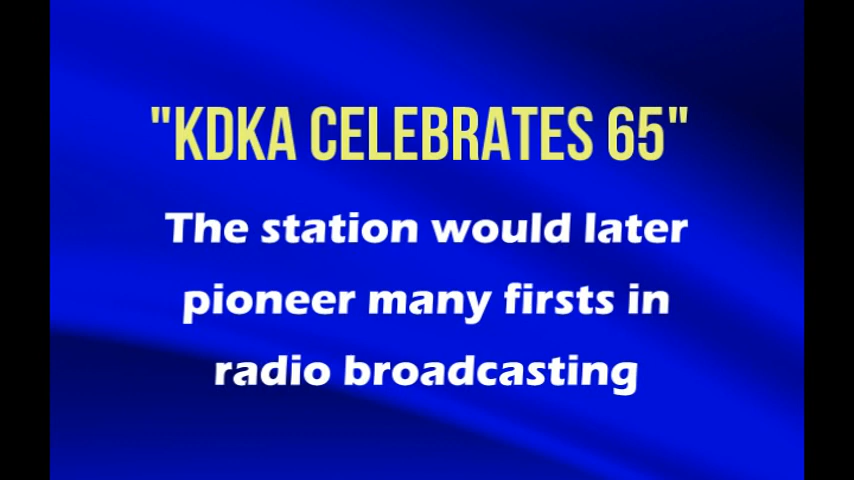 "KDKA CELEBRATES 65"
The station would later
pioneer many firsts in
radio broadcasting